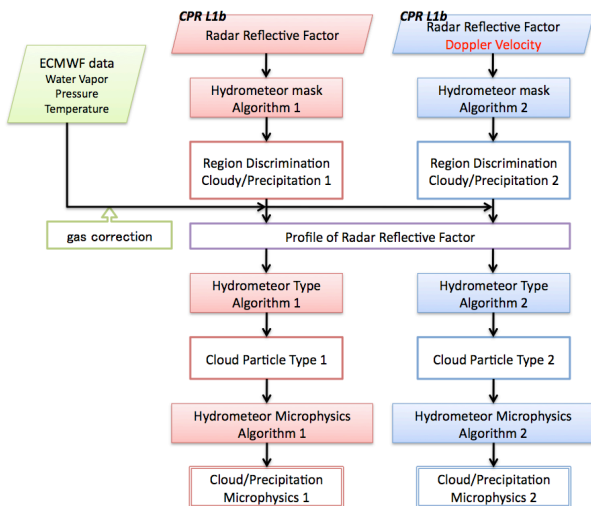 CPR L1b
Radar Reflective Factor
CPR L1b
Radar Reflective Factor
Doppler Velocity
ECMWF data
Water Vapor
Pressure
Temperature
Hydrometeor mask
Algorithm 1
Hydrometeor mask
Algorithm 2
Region Discrimination
Cloudy/Precipitation 1
Region Discrimination
Cloudy/Precipitation 2
gas correction
Profile of Radar Reflective Factor
Hydrometeor Type
Algorithm 1
Hydrometeor Type
Algorithm 2
Cloud Particle Type 1
Cloud Particle Type 2
Hydrometeor Microphysics
Algorithm 1
Hydrometeor Microphysics
Algorithm 2
Cloud/Precipitation
Microphysics 1
Cloud/Precipitation
Microphysics 2